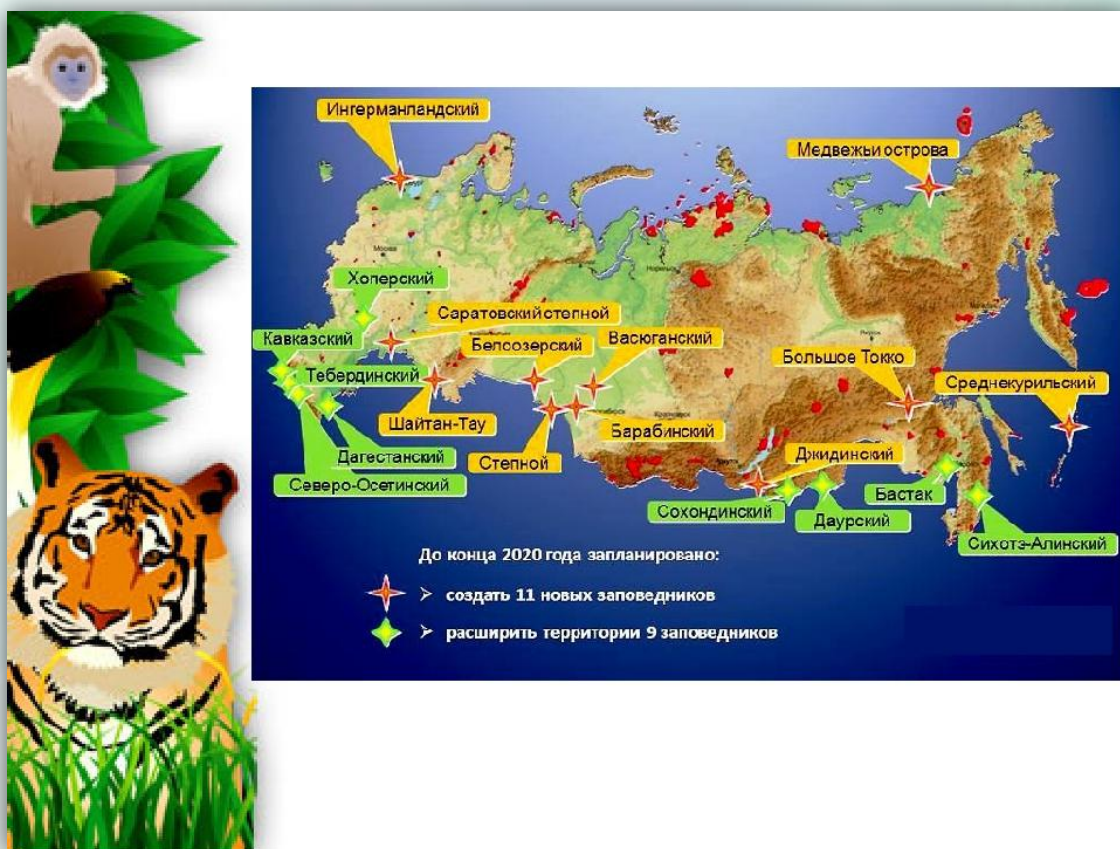 Ингерманландский
Медвежьи острова
Хоперский
Саратовский степной
Кавказский
Белоозерский
Васюганский
Большое Токко
Тебердинский
Среднекурильский
Шайтан-Тау
Барабинский
Дагестанский
Степной
Джидинский
Северо-Осетинский
Сохондинский
Бастак
Даурский
Сихотэ-Алинский
До конца 2020 года запланировано:
➢ создать 11 новых заповедников
➢ расширить территории 9 заповедников
Москва